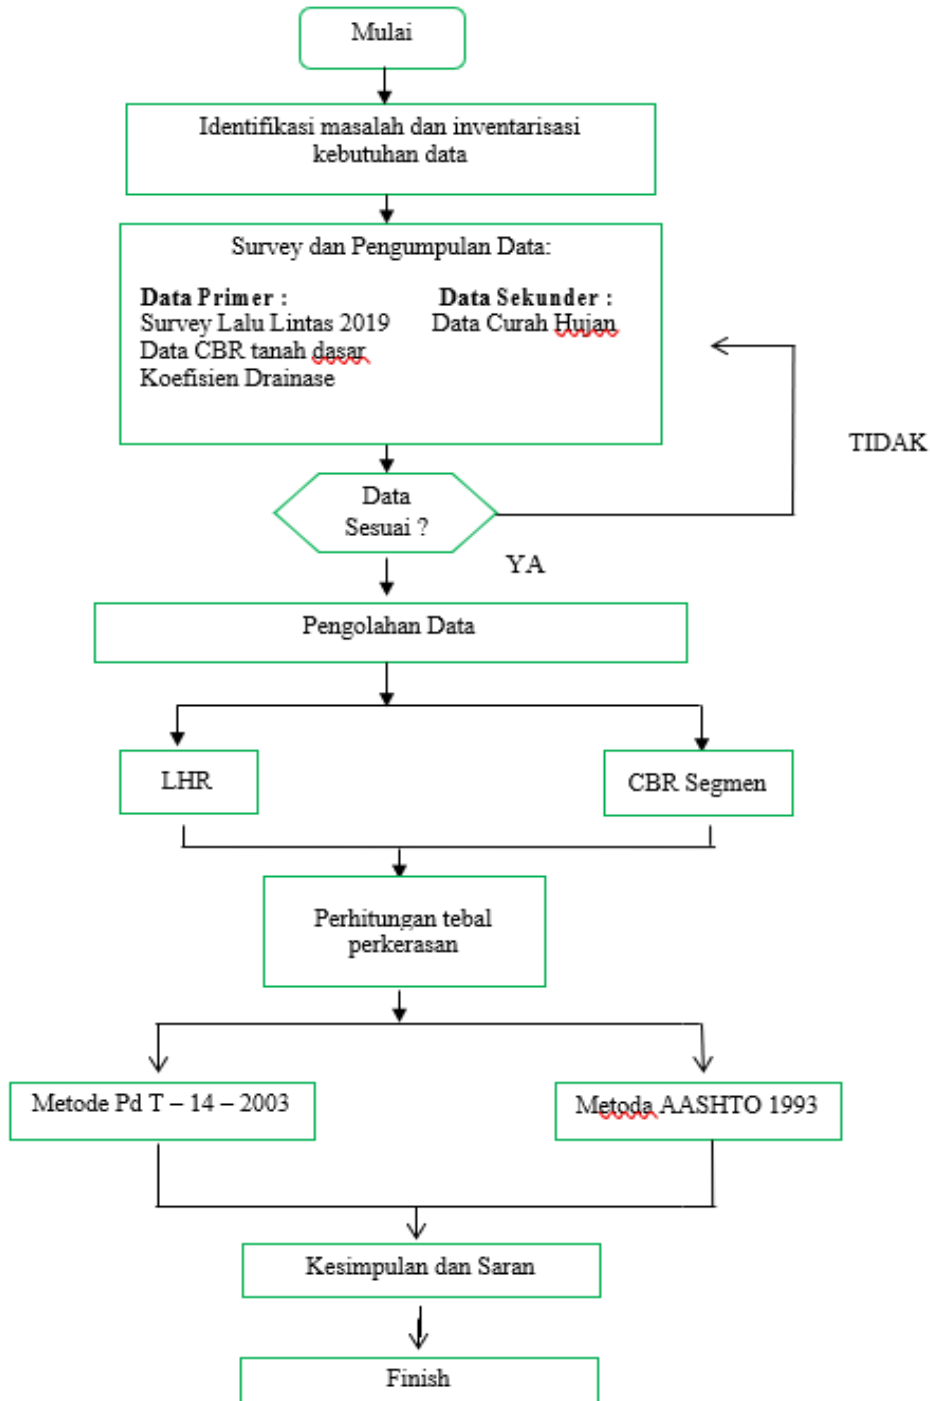 Mulai
Identifikasi masalah dan inventarisasi
kebutuhan data
Survey dan Pengumpulan Data:
Data Primer :
Survey Lalu Lintas 2019
Data CBR tanah dasar
Koefisien Drainase
Data Sekunder :
Data Curah Hujan
TIDAK
Data
Sesuai ?
YA
Pengolahan Data
LHR
CBR Segmen
Perhitungan tebal
perkerasan
Metode Pd T – 14 – 2003
Metoda AASHTO 1993
Kesimpulan dan Saran
Finish